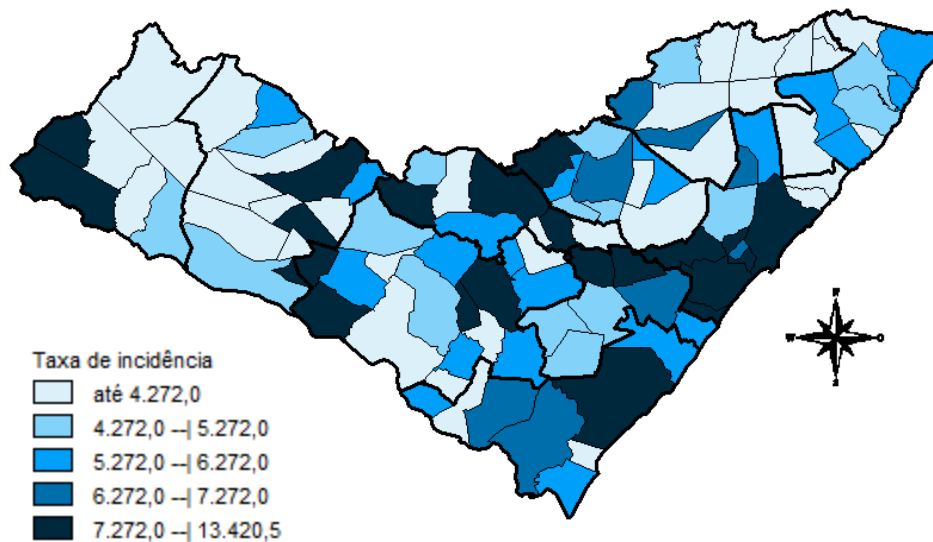 Taxa de incidência
até 4.272,0
4.272,0 --| 5.272,0
5.272,0 --| 6.272,0
6.272,0 --| 7.272,0
7.272,0 --| 13.420,5